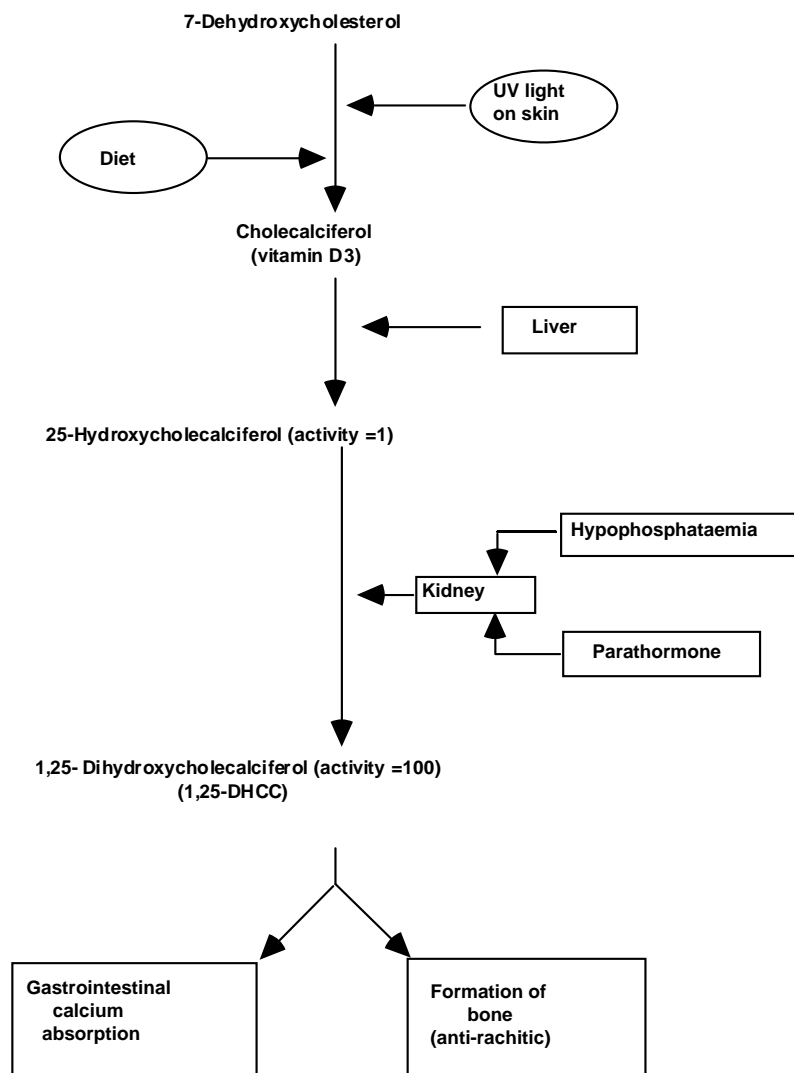 7-Dehydroxycholesterol
UV light
on skin
Diet
Cholecalciferol
(vitamin D3)
Liver
25-Hydroxycholecalciferol (activity =1)
Hypophosphataemia
Kidney
Parathormone
1,25- Dihydroxycholecalciferol (activity =100)
(1,25-DHCC)
Gastrointestinal
calcium
absorption
Formation of
bone
(anti-rachitic)